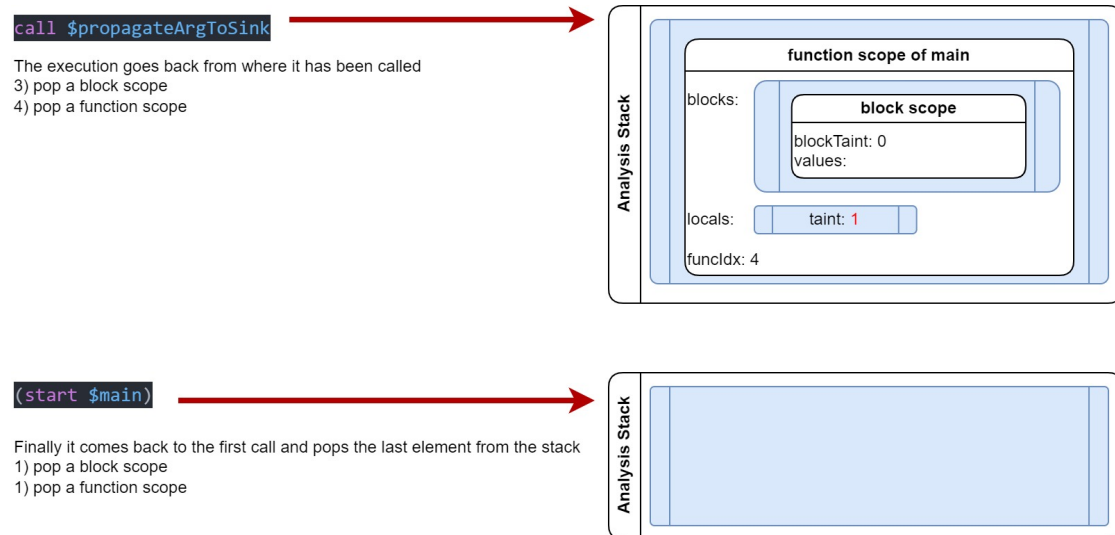 call $propagateArgToSink
The execution goes back from where it has been called
3) pop a block scope
4) pop a function scope
Analysis Stack
function scope of main
blocks:
block scope
blockTaint: 0
values:
locals:
taint: 1
funcIdx: 4
(start $main)
Finally it comes back to the first call and pops the last element from the stack
1) pop a block scope
1) pop a function scope
Analysis Stack